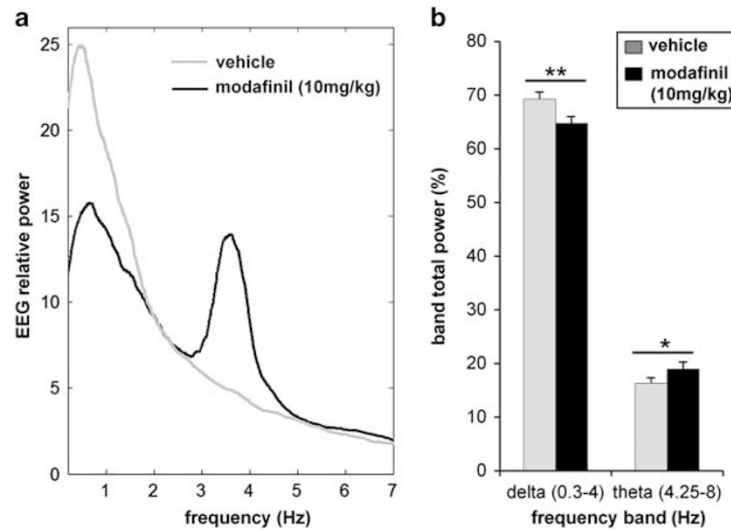 a
25
20
15
10
5
0
EEG relative power
vehicle
modafinil (10mg/kg)
1 2 3 4 5 6 7
frequency (Hz)
b
80
70
60
50
40
30
20
10
0
band total power (%)
vehicle
modafinil
(10mg/kg)
**
*
delta (0.3-4) theta (4.25-8)
frequency band (Hz)